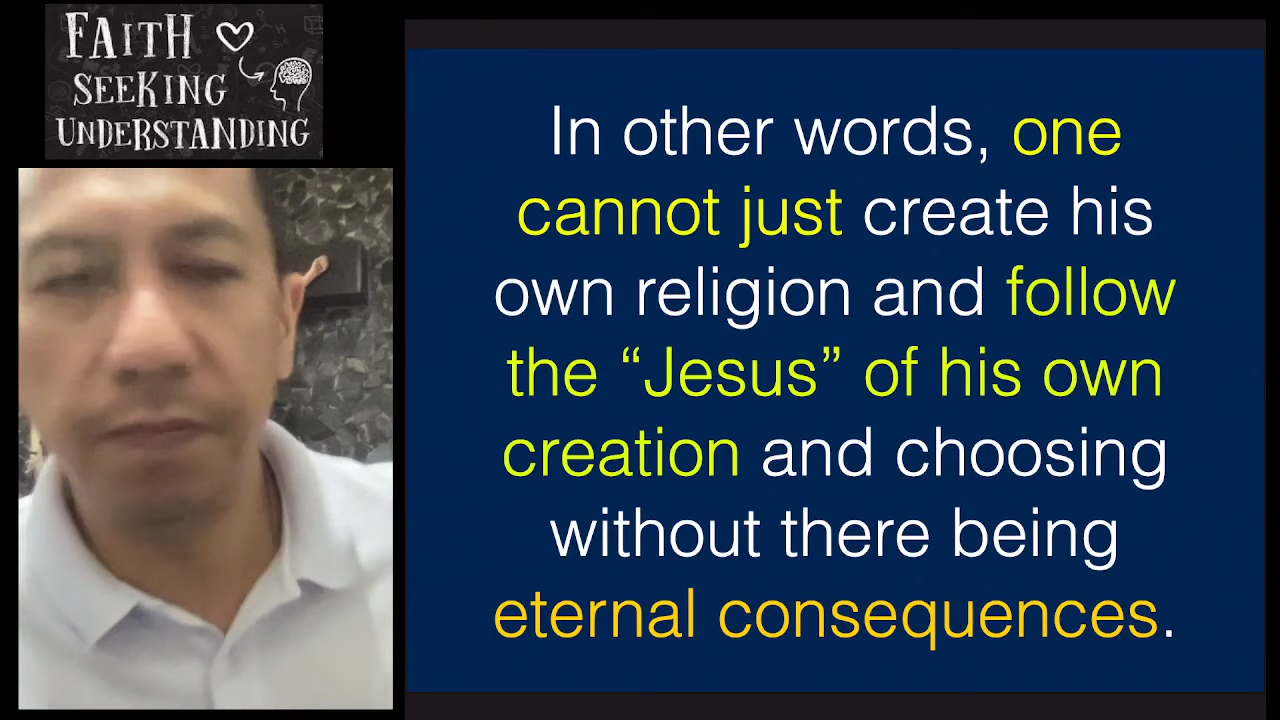 FAITH
SEEKING
UNDERSTANDING
In other words, one
cannot just create his
own religion and follow
the “Jesus” of his own
creation and choosing
without there being
eternal consequences.